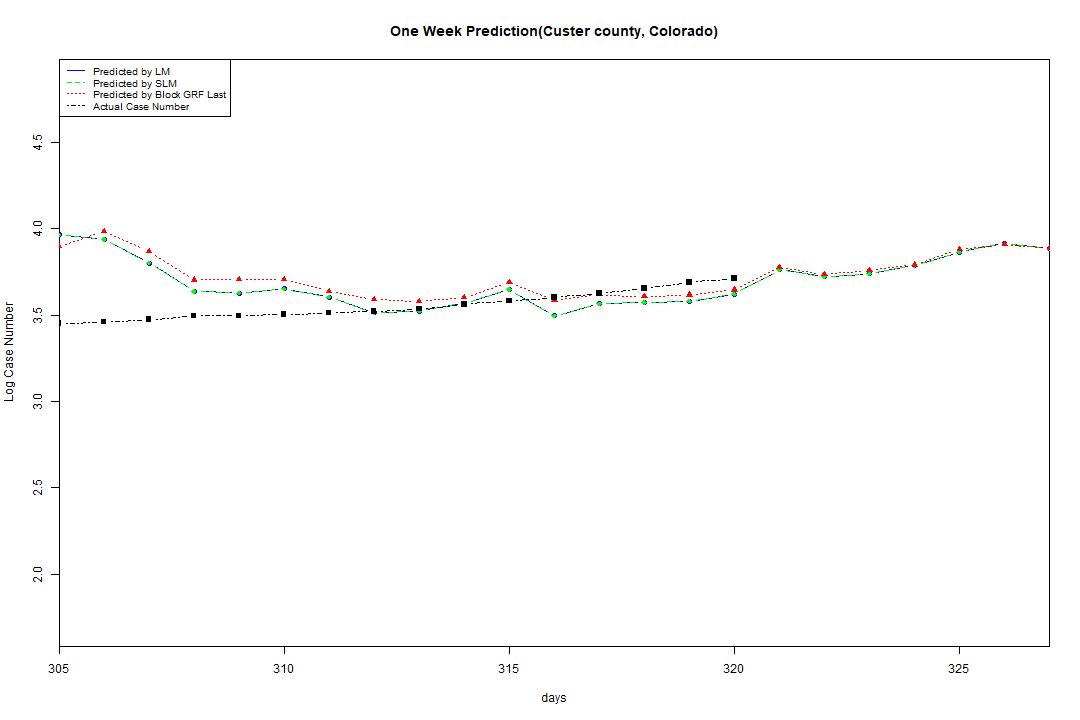 One Week Prediction(Custer county, Colorado)
Predicted by LM
Predicted by SLM
Predicted by Block GRF Last
Actual Case Number
4.5
4.0
3.5
3.0
2.5
2.0
Log Case Number
305 310 315 320 325
days